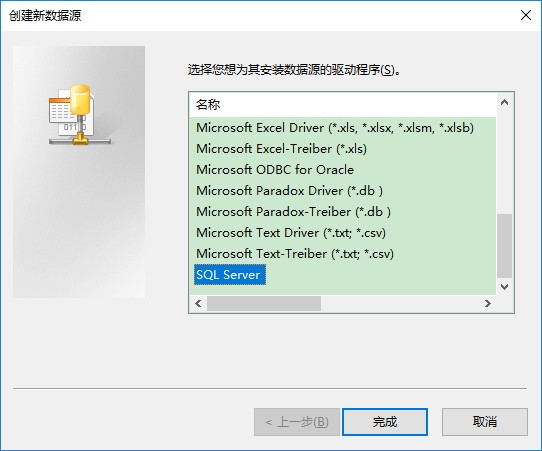 创建新数据源
选择您想为其安装数据源的驱动程序(S)。
名称
Microsoft Excel Driver (*.xls, *.xlsx, *.xlsm, *.xlsb)
Microsoft Excel-Treiber (*.xls)
Microsoft ODBC for Oracle
Microsoft Paradox Driver (*.db )
Microsoft Paradox-Treiber (*.db )
Microsoft Text Driver (*.txt; *.csv)
Microsoft Text-Treiber (*.txt; *.csv)
SQL Server
01110
< 上一步(B) 完成 取消